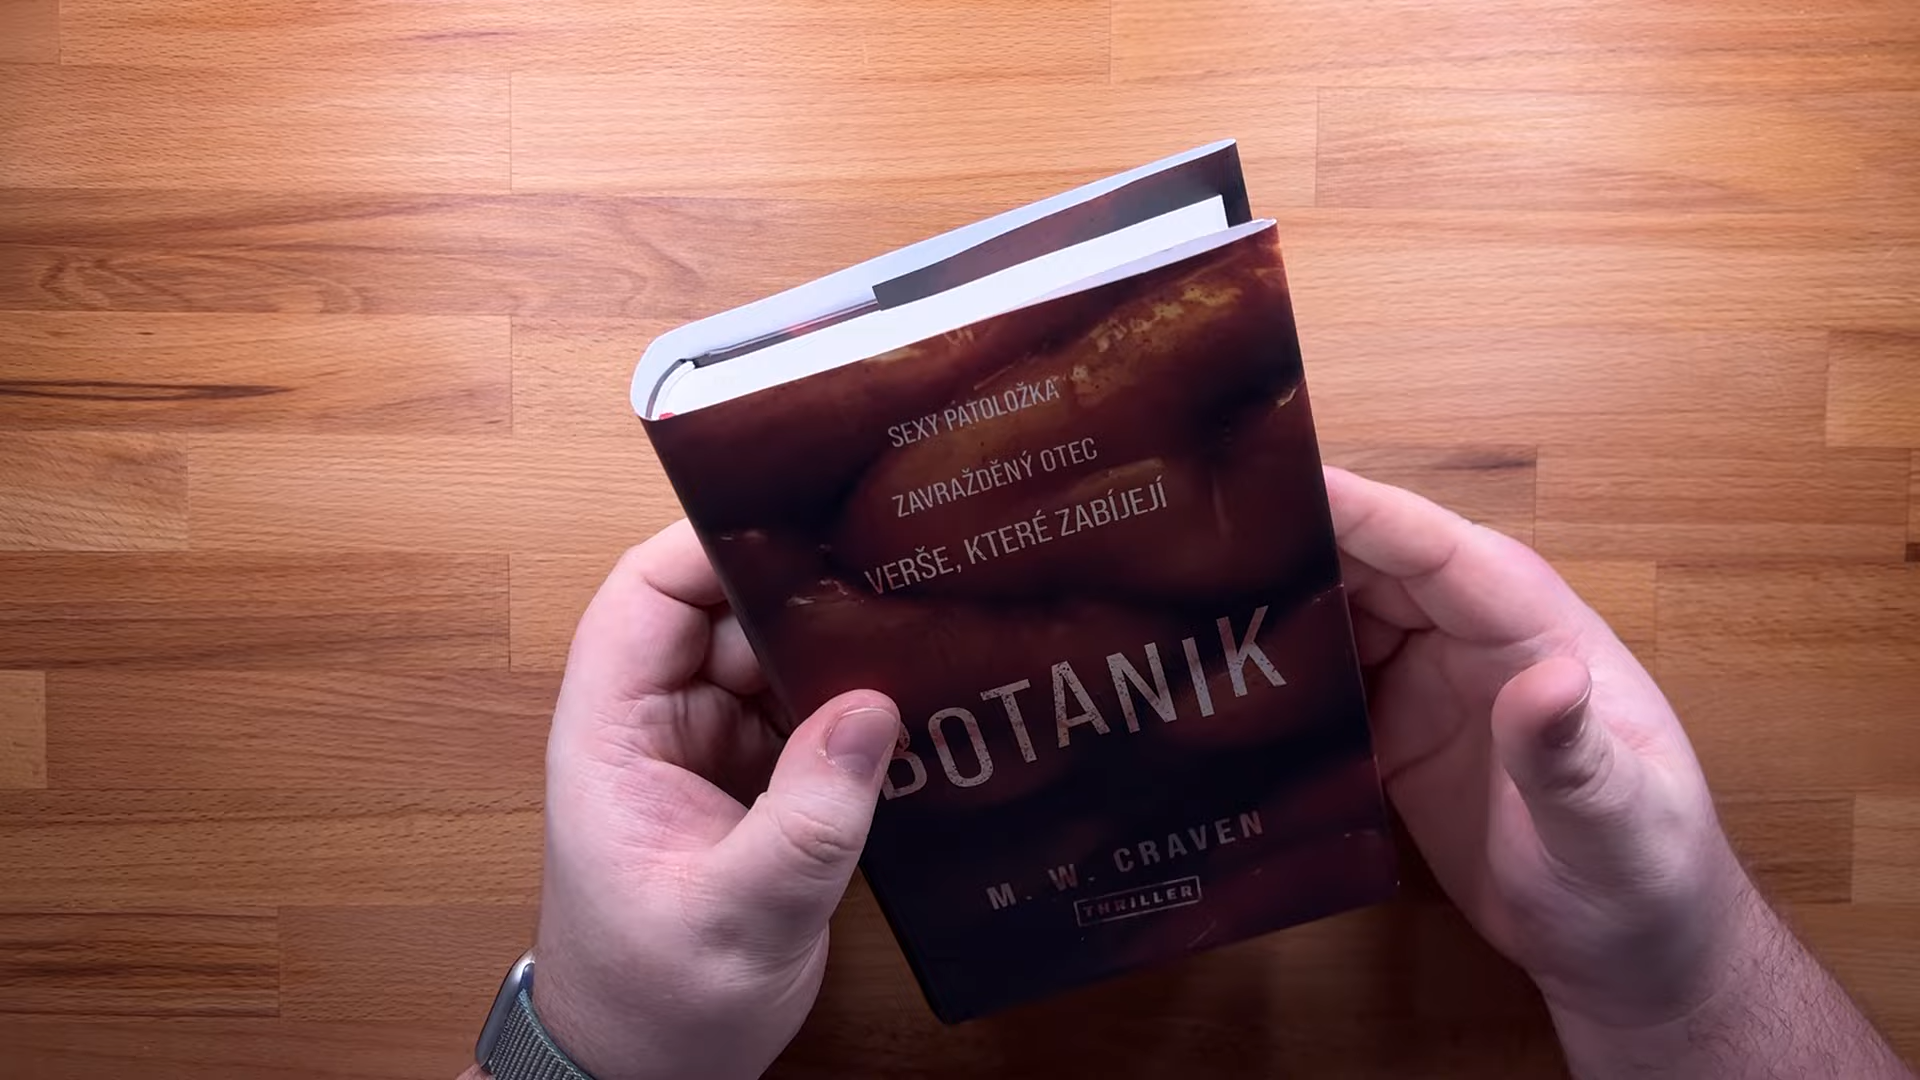 SEXY PATOLOŽKA
ZAVRAŽDĚNÝ OTEC
VERŠE, KTERÉ ZABÍJEJÍ
BOTANIK
M. W. CRAVEN
THRILLER